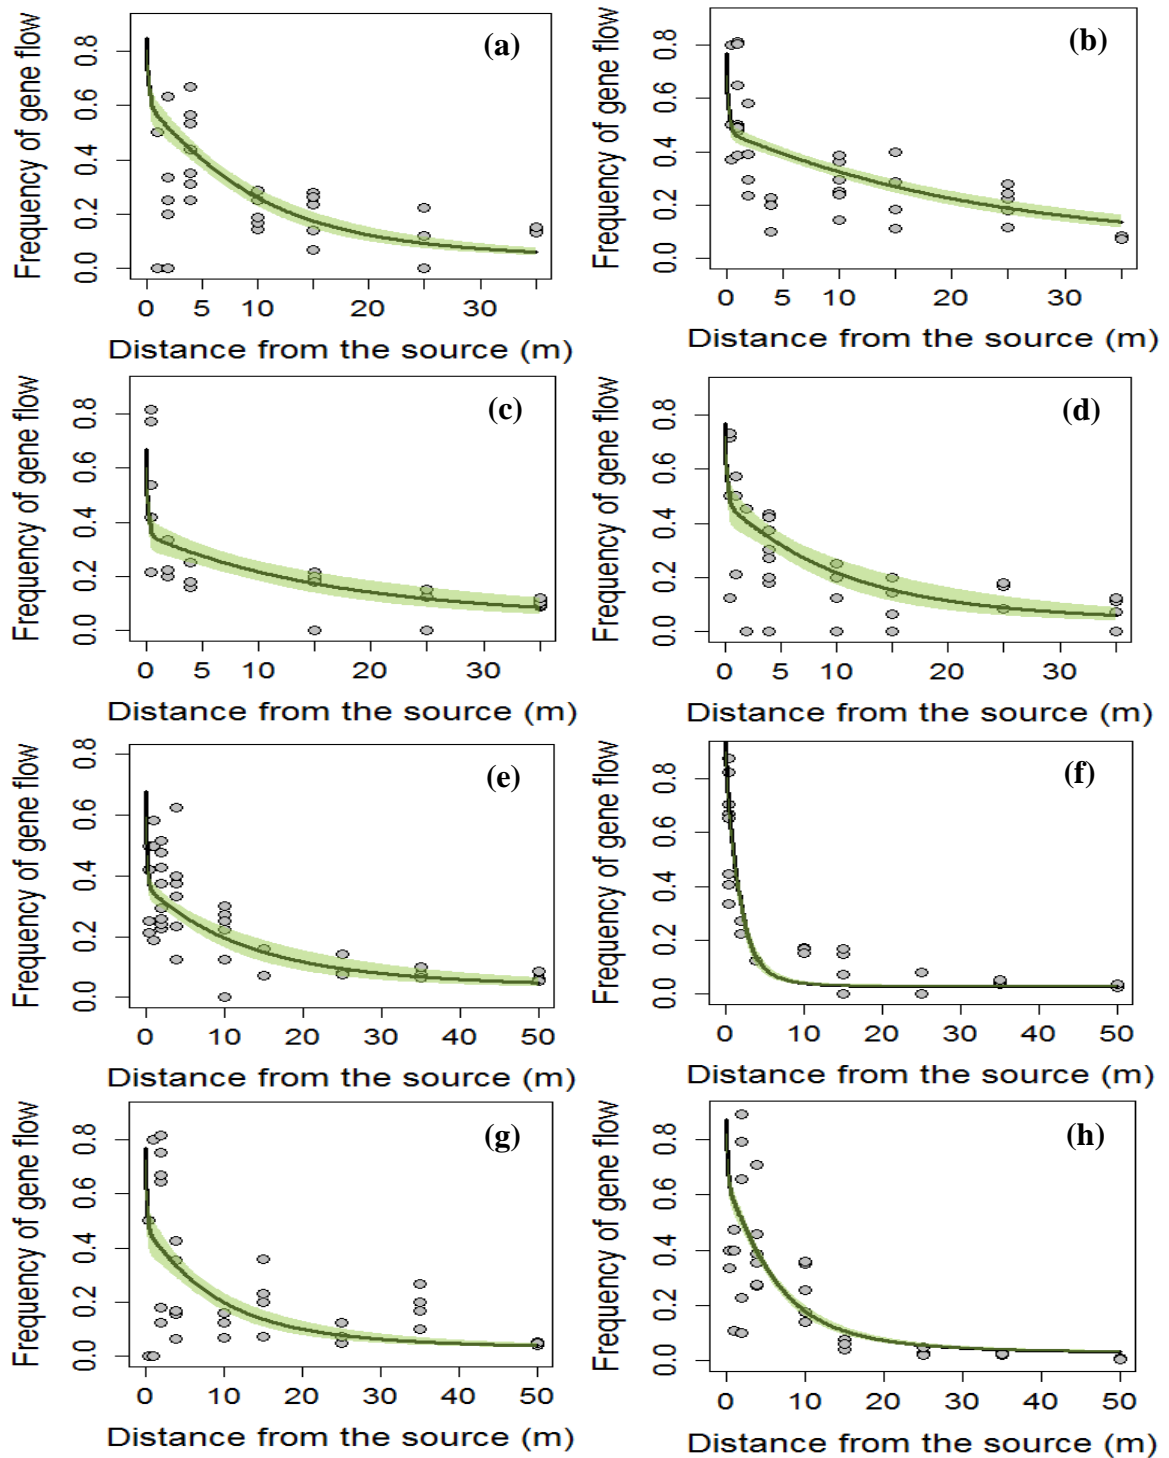 (a)
Frequency of gene flow
0.0 0.2 0.4 0.6 0.8
0 5 10 20 30
Distance from the source (m)
(b)
Frequency of gene flow
0.0 0.2 0.4 0.6 0.8
0 5 10 20 30
Distance from the source (m)
(c)
Frequency of gene flow
0.0 0.2 0.4 0.6 0.8
0 5 10 20 30
Distance from the source (m)
(d)
Frequency of gene flow
0.0 0.2 0.4 0.6 0.8
0 5 10 20 30
Distance from the source (m)
(e)
Frequency of gene flow
0.0 0.2 0.4 0.6 0.8
0 10 20 30 40 50
Distance from the source (m)
(f)
Frequency of gene flow
0.0 0.2 0.4 0.6 0.8
0 10 20 30 40 50
Distance from the source (m)
(g)
Frequency of gene flow
0.0 0.2 0.4 0.6 0.8
0 10 20 30 40 50
Distance from the source (m)
(h)
Frequency of gene flow
0.0 0.2 0.4 0.6 0.8
0 10 20 30 40 50
Distance from the source (m)